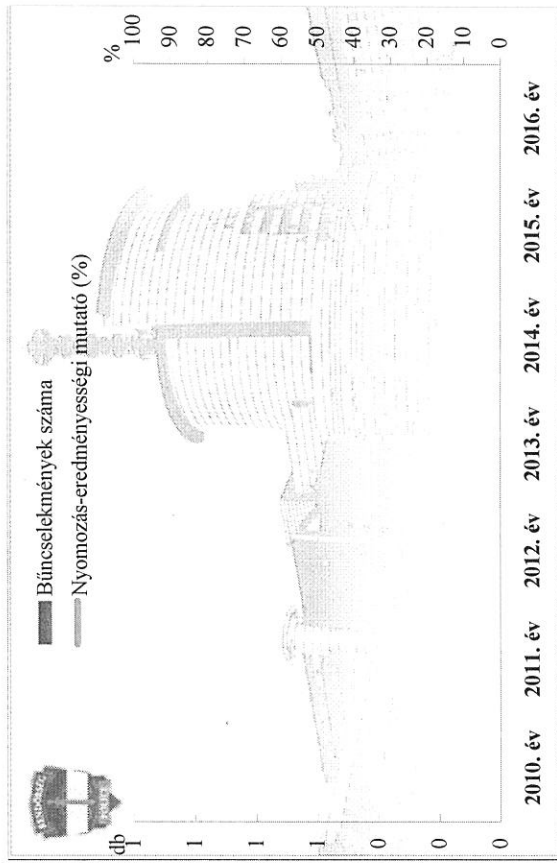 RENDŐRSÉG
POLICE
Bűncselekmények száma
Nyomozás-eredményességi mutató (%)
db
1
1
1
1
0
0
0
%
100
90
80
70
60
50
40
30
20
10
0
2010. év
2011. év
2012. év
2013. év
2014. év
2015. év
2016. év